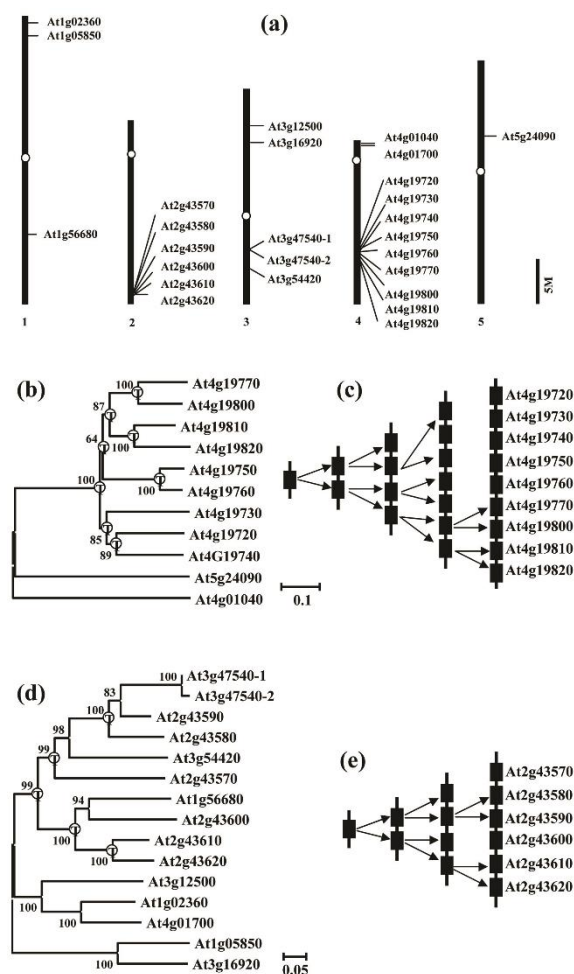 (a)
At1g02360
At1g05850
At1g56680
1
At2g43570
At2g43580
At2g43590
At2g43600
At2g43610
At2g43620
2
At3g12500
At3g16920
At3g47540-1
At3g47540-2
At3g54420
3
At4g01040
At4g01700
At4g19720
At4g19730
At4g19740
At4g19750
At4g19760
At4g19770
At4g19800
At4g19810
At4g19820
4
At5g24090
5
5M
(b)
At4g19770
At4g19800
At4g19810
At4g19820
At4g19750
At4g19760
At4g19730
At4g19720
At4G19740
At5g24090
At4g01040
100
87
100
64
100
100
85
89
T
T
T
T
T
T
T
T
0.1
(c)
At4g19720
At4g19730
At4g19740
At4g19750
At4g19760
At4g19770
At4g19800
At4g19810
At4g19820
(d)
At3g47540-1
At3g47540-2
At2g43590
At2g43580
At3g54420
At2g43570
At1g56680
At2g43600
At2g43610
At2g43620
At3g12500
At1g02360
At4g01700
At1g05850
At3g16920
100
83
100
98
99
99
94
100
100
100
100
T
T
T
T
T
0.05
(e)
At2g43570
At2g43580
At2g43590
At2g43600
At2g43610
At2g43620